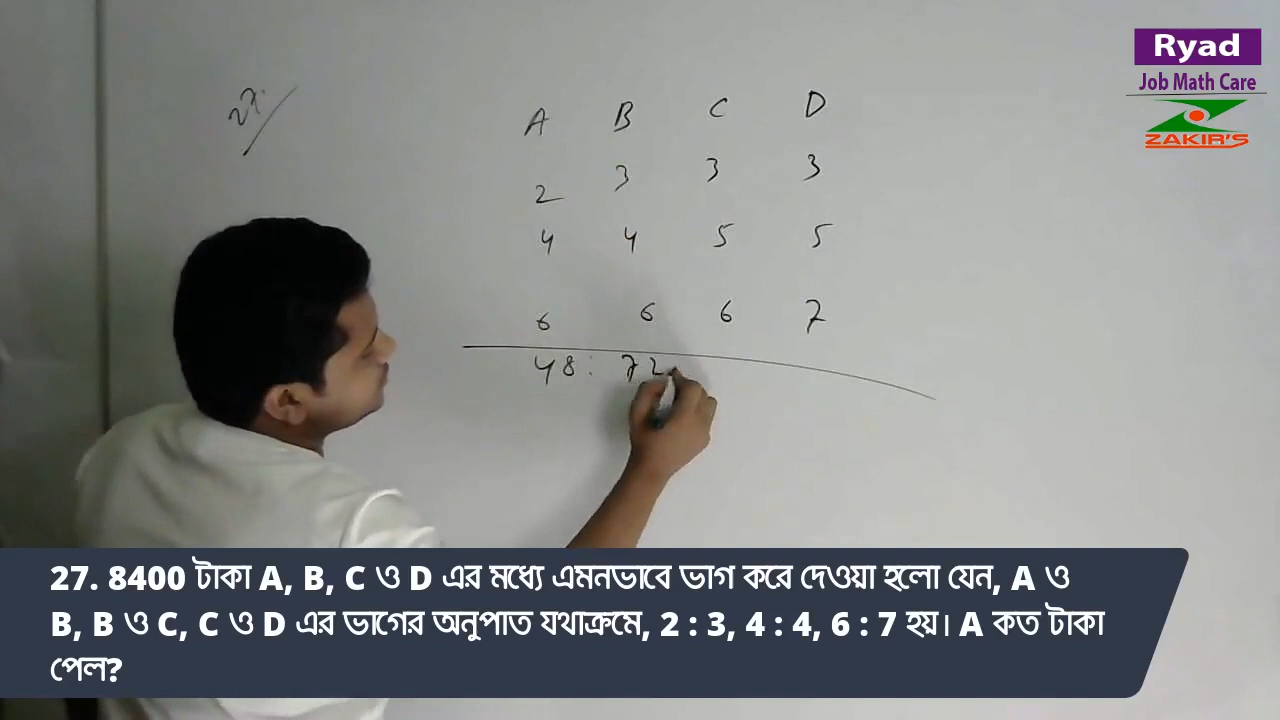 Ryad
Job Math Care
ZAKIR'S
27.
A B C D
2 3 3 3
4 4 5 5
6 6 6 7
48 : 72
27. 8400 টাকা A, B, C ও D এর মধ্যে এমনভাবে ভাগ করে দেওয়া হলো যেন, A ও
B, B ও C, C ও D এর ভাগের অনুপাত যথাক্রমে, 2 : 3, 4 : 4, 6 : 7 হয়। A কত টাকা
পেল?